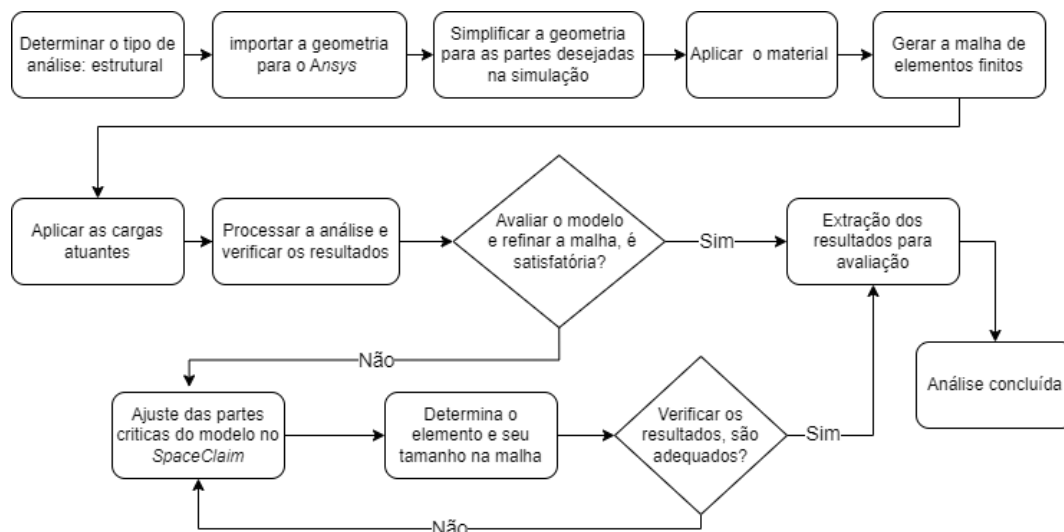 Determinar o tipo de
análise: estrutural
importar a geometria
para o Ansys
Simplificar a geometria
para as partes desejadas
na simulação
Aplicar o material
Gerar a malha de
elementos finitos
Aplicar as cargas
atuantes
Processar a análise e
verificar os resultados
Avaliar o modelo
e refinar a malha, é
satisfatória?
Sim
Extração dos
resultados para
avaliação
Não
Análise concluída
Ajuste das partes
criticas do modelo no
SpaceClaim
Determina o
elemento e seu
tamanho na malha
Verificar os
resultados, são
adequados?
Sim
Não